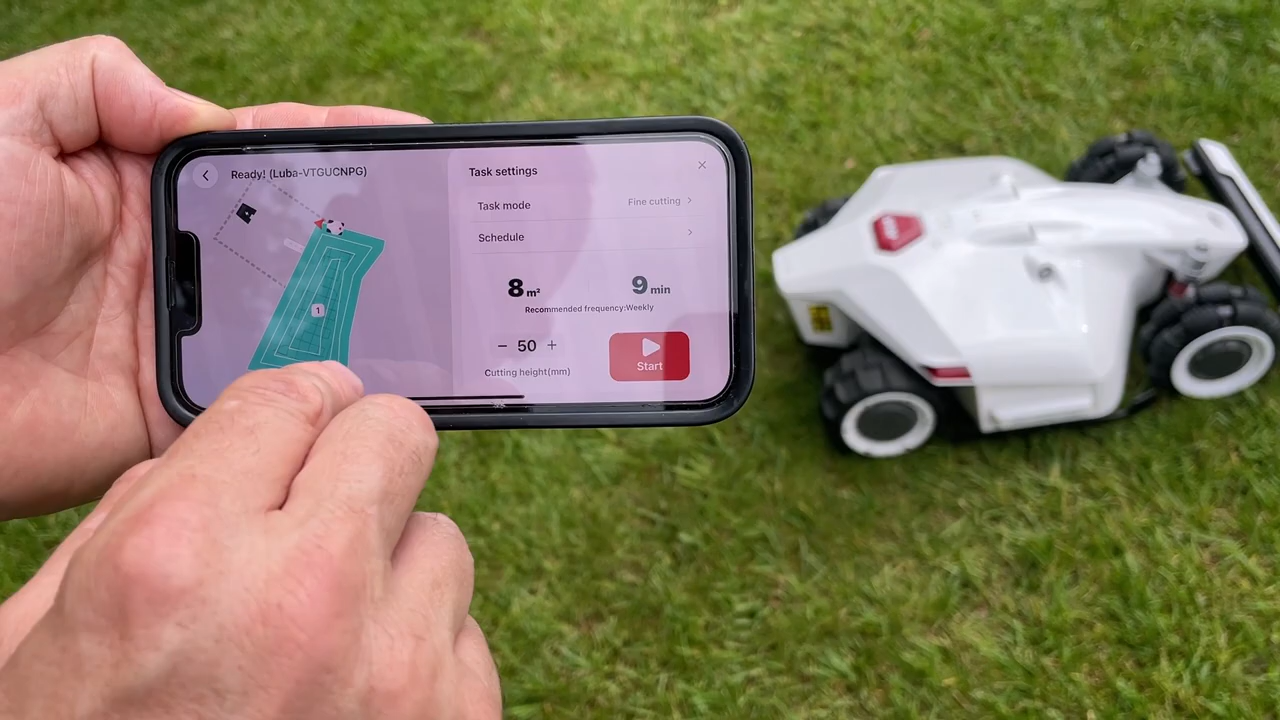 Ready! (Luba-VTGUCNPG)
1
Task settings
Task mode
Fine cutting
Schedule
8 m²
9 min
Recommended frequency:Weekly
− 50 +
Cutting height(mm)
Start